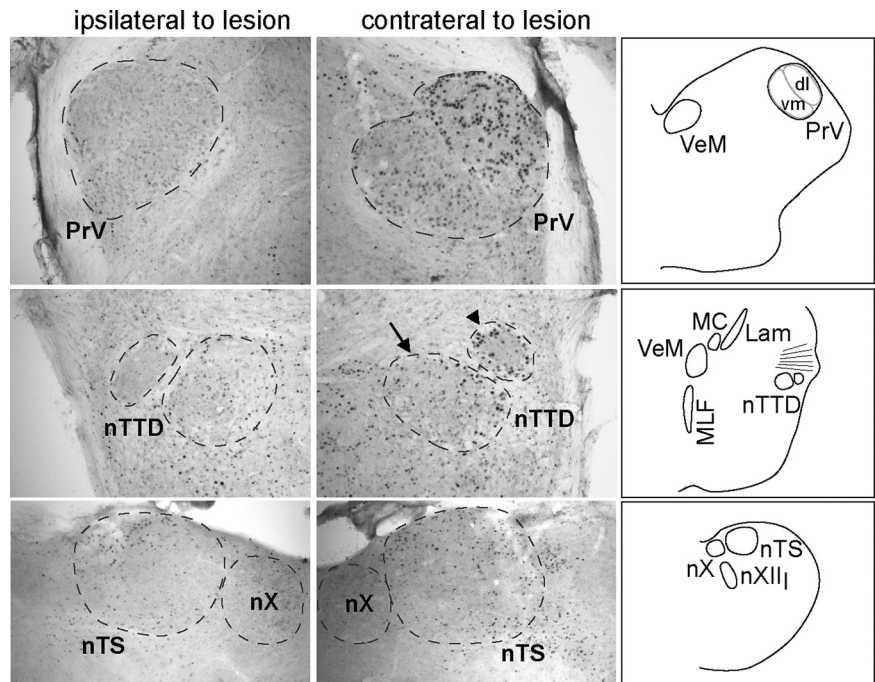 ipsilateral to lesion
contrateral to lesion
PrV
PrV
dl
vm
VeM
PrV
nTTD
nTTD
MC
Lam
VeM
nTTD
MLF
nX
nTS
nX
nTS
nTS
nX
nXII
l